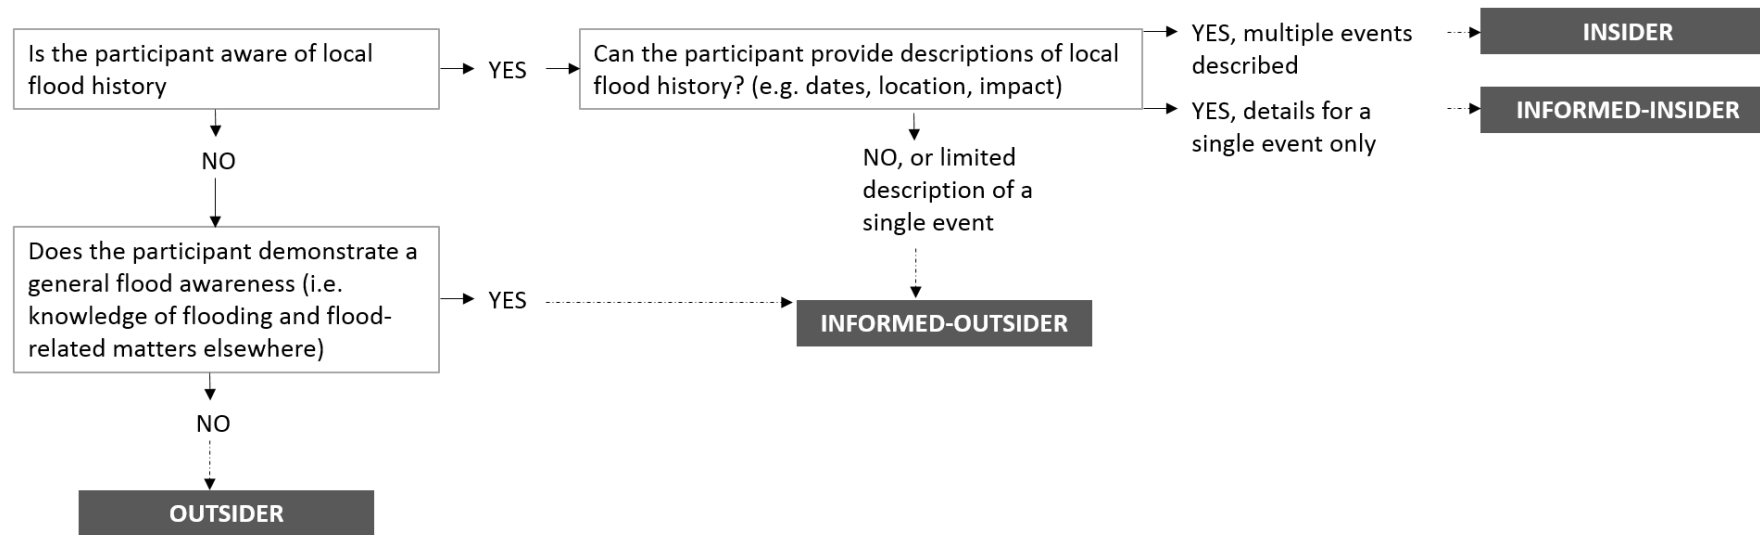 Is the participant aware of local
flood history
YES
Can the participant provide descriptions of local
flood history? (e.g. dates, location, impact)
YES, multiple events
described
INSIDER
YES, details for a
single event only
INFORMED-INSIDER
NO
NO, or limited
description of a
single event
Does the participant demonstrate a
general flood awareness (i.e.
knowledge of flooding and flood-
related matters elsewhere)
YES
INFORMED-OUTSIDER
NO
OUTSIDER